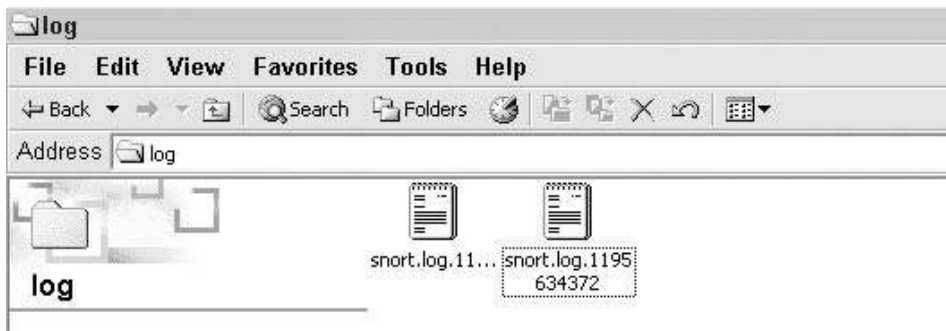 log
File Edit View Favorites Tools Help
Back Search Folders
Address log
snort.log.11... snort.log.1195
634372
log